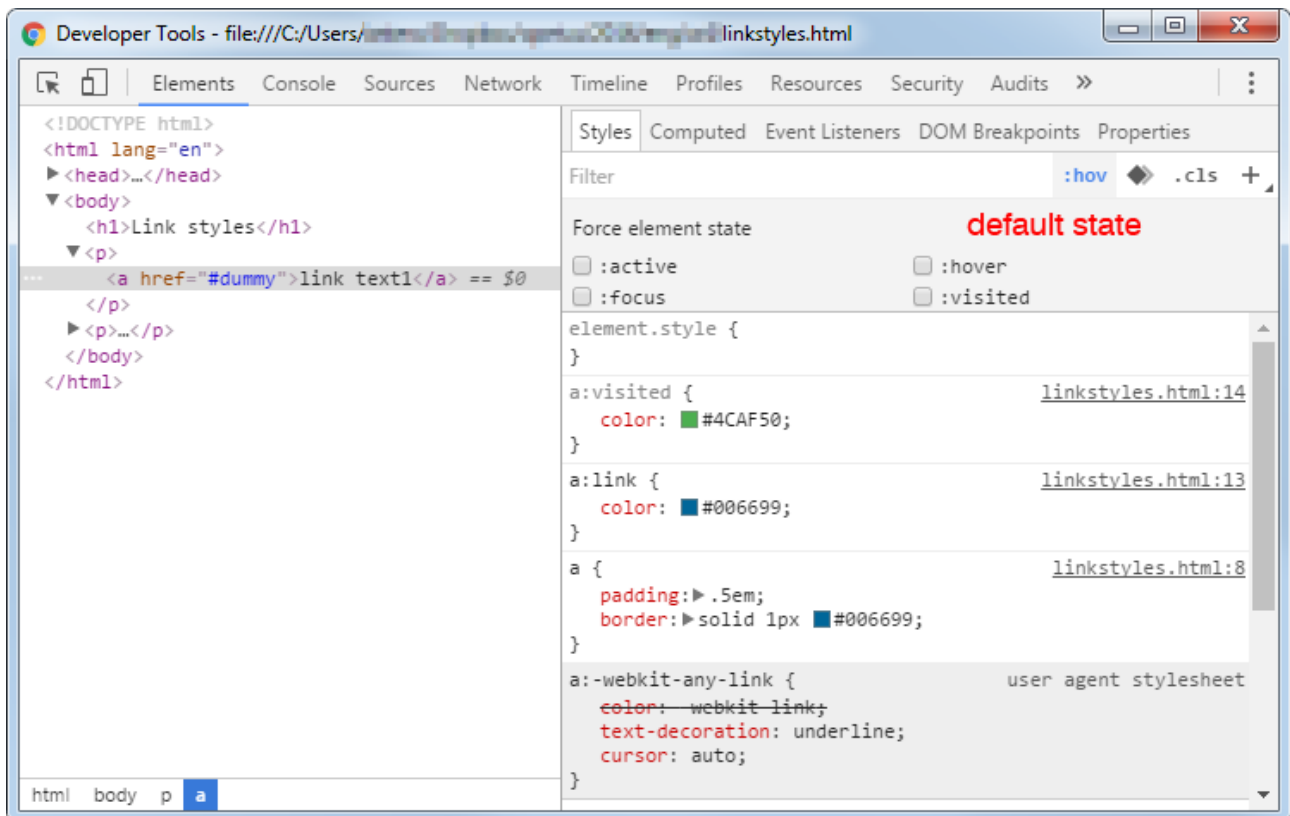 Developer Tools - file:///C:/Users/ linkstyles.html
Elements Console Sources Network Timeline Profiles Resources Security Audits »
<!DOCTYPE html>
<html lang="en">
▶<head>…</head>
▼<body>
<h1>Link styles</h1>
▼<p>
<a href="#dummy">link text1</a> == $0
</p>
▶<p>…</p>
</body>
</html>
html body p a
Styles Computed Event Listeners DOM Breakpoints Properties
Filter :hov .cls +
Force element state default state
:active :hover
:focus :visited
element.style {
}
a:visited { linkstyles.html:14
color: #4CAF50;
}
a:link { linkstyles.html:13
color: #006699;
}
a { linkstyles.html:8
padding:▶.5em;
border:▶solid 1px #006699;
}
a:-webkit-any-link { user agent stylesheet
color: -webkit-link;
text-decoration: underline;
cursor: auto;
}